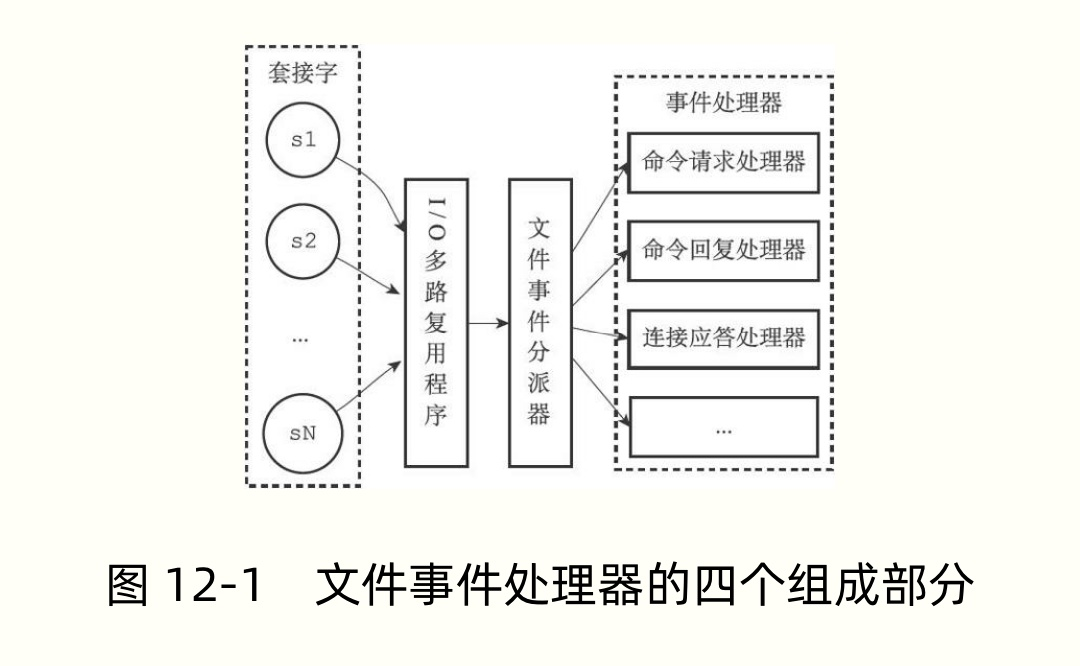 套接字
s1
s2
...
sN
I/O多路复用程序
文件事件分派器
事件处理器
命令请求处理器
命令回复处理器
连接应答处理器
...
图 12-1 文件事件处理器的四个组成部分